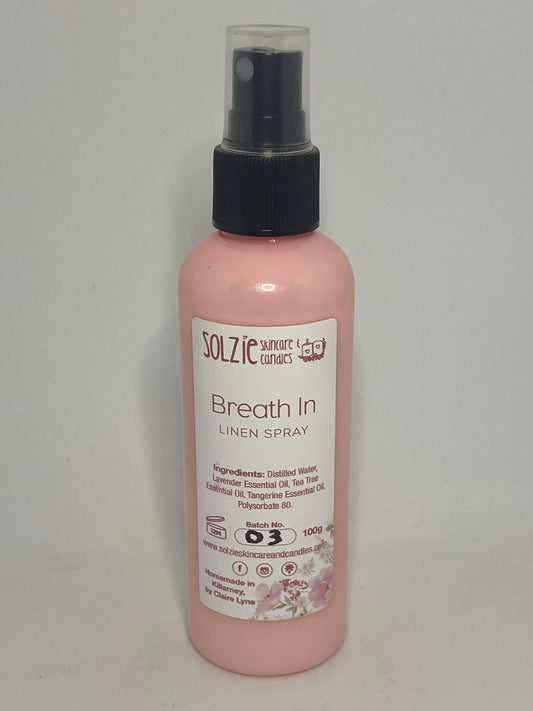 SOLZIE skincare &
candles
Breath In
LINEN SPRAY
Ingredients: Distilled Water,
Lavender Essential Oil, Tea Tree
Essential Oil, Tangerine Essential Oil,
Polysorbate 80.
Batch No.
12M 03 100g
www.solzieskincareandcandles.com
Homemade in
Killarney,
by Claire Lyne